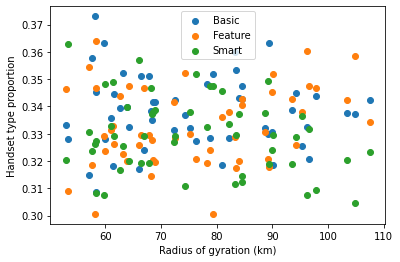 Basic
Feature
Smart
Handset type proportion
0.37
0.36
0.35
0.34
0.33
0.32
0.31
0.30
60
70
80
90
100
110
Radius of gyration (km)